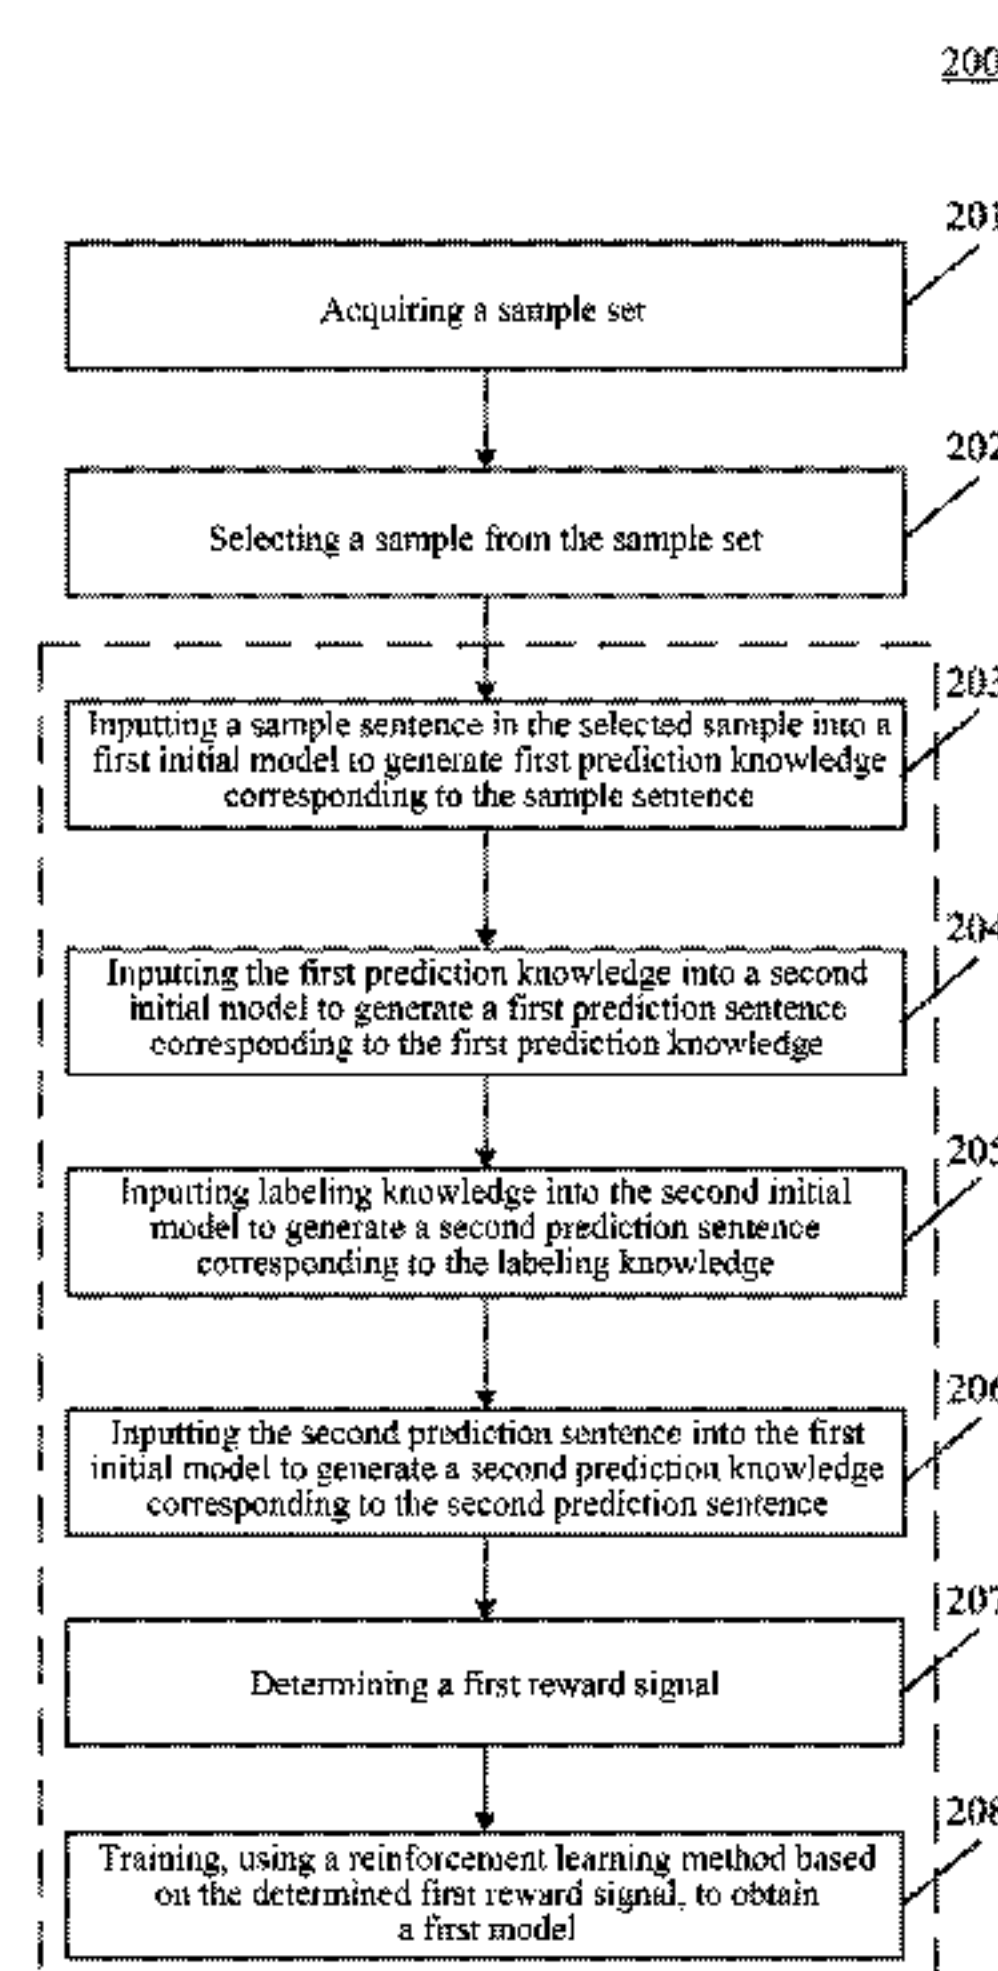 200
201
Acquiring a sample set
202
Selecting a sample from the sample set
203
Inputting a sample sentence in the selected sample into a
first initial model to generate first prediction knowledge
corresponding to the sample sentence
204
Inputting the first prediction knowledge into a second
initial model to generate a first prediction sentence
corresponding to the first prediction knowledge
205
Inputting labeling knowledge into the second initial
model to generate a second prediction sentence
corresponding to the labeling knowledge
206
Inputting the second prediction sentence into the first
initial model to generate a second prediction knowledge
corresponding to the second prediction sentence
207
Determining a first reward signal
208
Training, using a reinforcement learning method based
on the determined first reward signal, to obtain
a first model